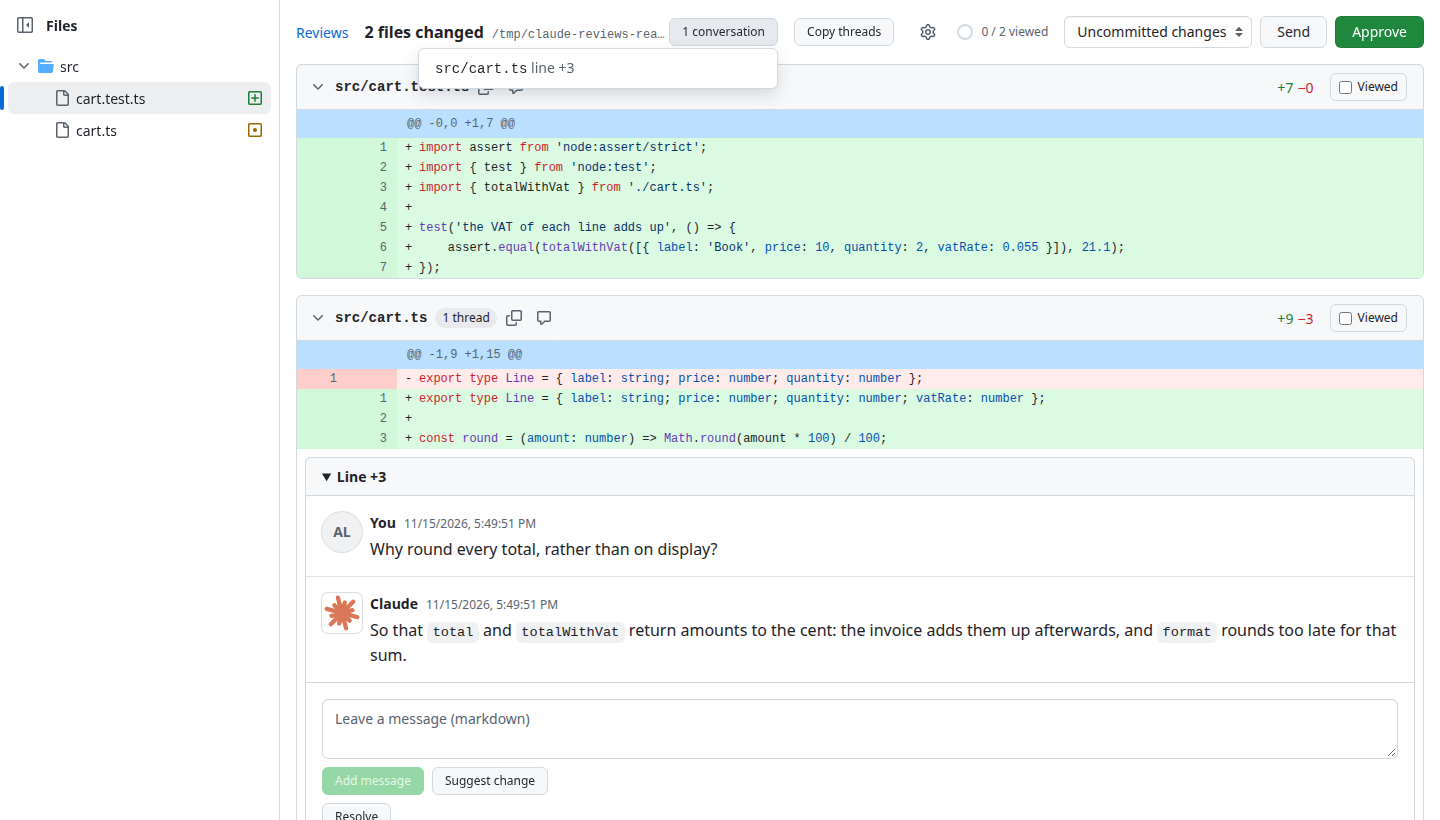 Files
src
cart.test.ts
cart.ts
Reviews 2 files changed /tmp/claude-reviews-rea… 1 conversation Copy threads 0 / 2 viewed Uncommitted changes Send Approve
src/cart.ts line +3
src/cart.test.ts +7 −0 Viewed
@@ -0,0 +1,7 @@
1 + import assert from 'node:assert/strict';
2 + import { test } from 'node:test';
3 + import { totalWithVat } from './cart.ts';
4 +
5 + test('the VAT of each line adds up', () => {
6 +     assert.equal(totalWithVat([{ label: 'Book', price: 10, quantity: 2, vatRate: 0.055 }]), 21.1);
7 + });
src/cart.ts 1 thread +9 −3 Viewed
@@ -1,9 +1,15 @@
1 - export type Line = { label: string; price: number; quantity: number };
1 + export type Line = { label: string; price: number; quantity: number; vatRate: number };
2 +
3 + const round = (amount: number) => Math.round(amount * 100) / 100;
▼ Line +3
AL You 11/15/2026, 5:49:51 PM
Why round every total, rather than on display?
Claude 11/15/2026, 5:49:51 PM
So that total and totalWithVat return amounts to the cent: the invoice adds them up afterwards, and format rounds too late for that
sum.
Leave a message (markdown)
Add message Suggest change
Resolve